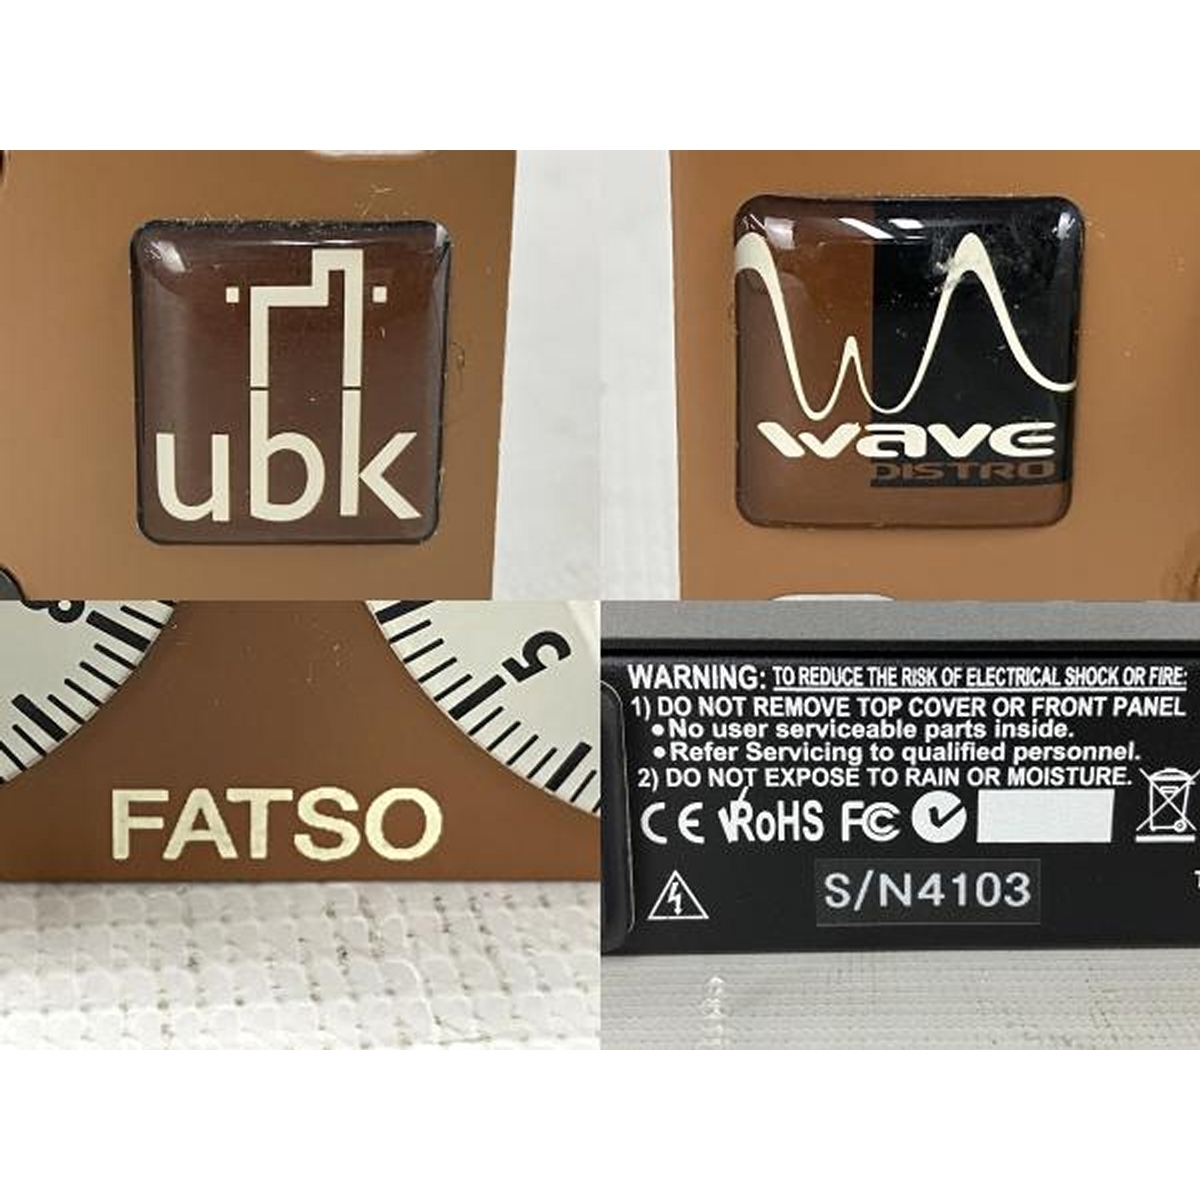 ubk
wave
DISTRO
8
5
FATSO
WARNING: TO REDUCE THE RISK OF ELECTRICAL SHOCK OR FIRE:
1) DO NOT REMOVE TOP COVER OR FRONT PANEL
•No user serviceable parts inside.
•Refer Servicing to qualified personnel.
2) DO NOT EXPOSE TO RAIN OR MOISTURE.
CE RoHS FC
S/N4103